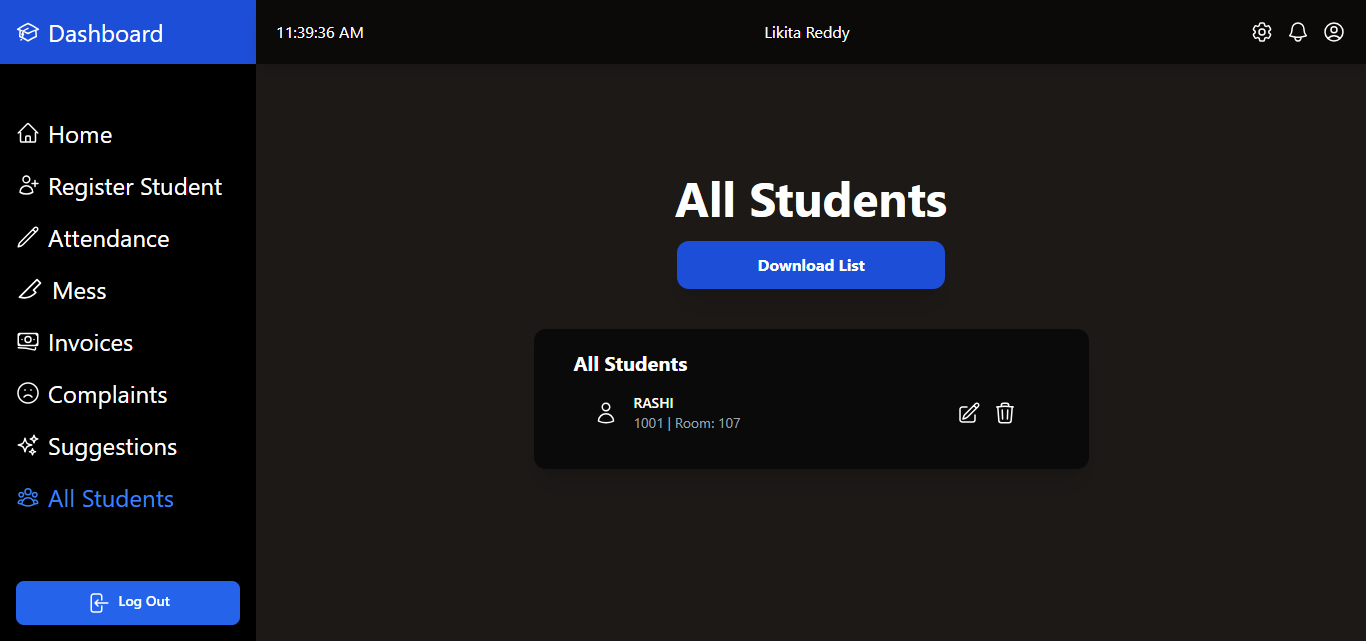 Dashboard
11:39:36 AM
Likita Reddy
Home
Register Student
Attendance
Mess
Invoices
Complaints
Suggestions
All Students
Log Out
All Students
Download List
All Students
RASHI
1001 | Room: 107